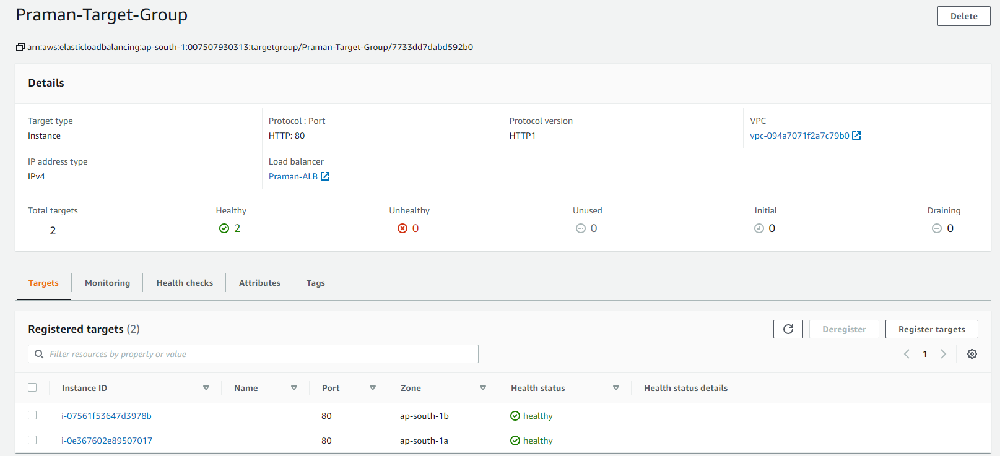 Praman-Target-Group
Delete
arn:aws:elasticloadbalancing:ap-south-1:007507930313:targetgroup/Praman-Target-Group/7733dd7dabd592b0
Details
Target type
Instance
Protocol : Port
HTTP: 80
Protocol version
HTTP1
VPC
vpc-094a7071f2a7c79b0
IP address type
IPv4
Load balancer
Praman-ALB
Total targets
2
Healthy
2
Unhealthy
0
Unused
0
Initial
0
Draining
0
Targets Monitoring Health checks Attributes Tags
Registered targets (2)
Deregister
Register targets
Filter resources by property or value
1
Instance ID Name Port Zone Health status Health status details
i-07561f53647d3978b 80 ap-south-1b healthy
i-0e367602e89507017 80 ap-south-1a healthy